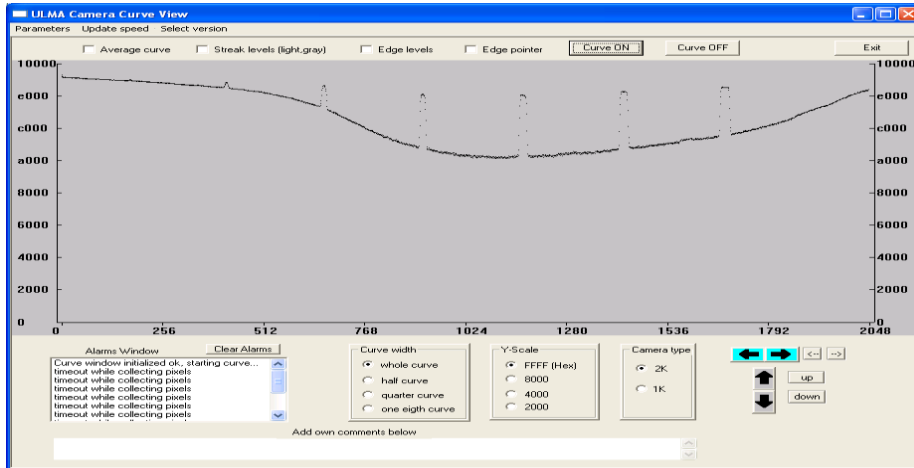 ULMA Camera Curve View
Parameters Update speed Select version
Average curve Streak levels (light,gray) Edge levels Edge pointer Curve ON Curve OFF Exit
10000 10000
e000 e000
c000 c000
a000 a000
8000 8000
6000 6000
4000 4000
2000 2000
0 0
0 256 512 768 1024 1280 1536 1792 2048
Alarms Window Clear Alarms
Curve window initialized ok, starting curve...
timeout while collecting pixels
timeout while collecting pixels
timeout while collecting pixels
timeout while collecting pixels
timeout while collecting pixels
timeout while collecting pixels
Curve width
whole curve
half curve
quarter curve
one eigth curve
Y-Scale
FFFF (Hex)
8000
4000
2000
Camera type
2K
1K
<-- -->
up
down
Add own comments below